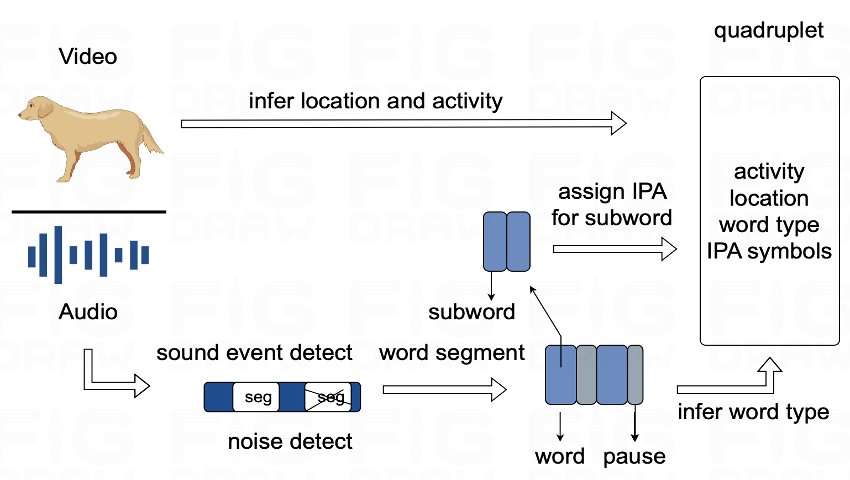 quadruplet
Video
infer location and activity
activity
location
word type
IPA symbols
assign IPA
for subword
subword
Audio
sound event detect
word segment
seg
seg
noise detect
infer word type
word
pause
FIG
DRAW